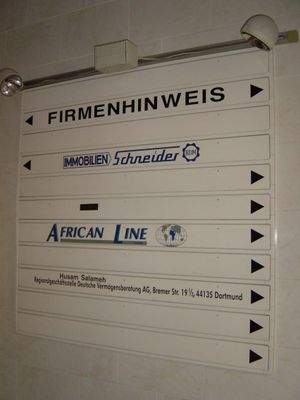 FIRMENHINWEIS
IMMOBILIEN Schneider
AFRICAN LINE
Husam Salameh
Regionalgeschäftsstelle Deutsche Vermögensberatung AG, Bremer Str. 19 ½, 44135 Dortmund